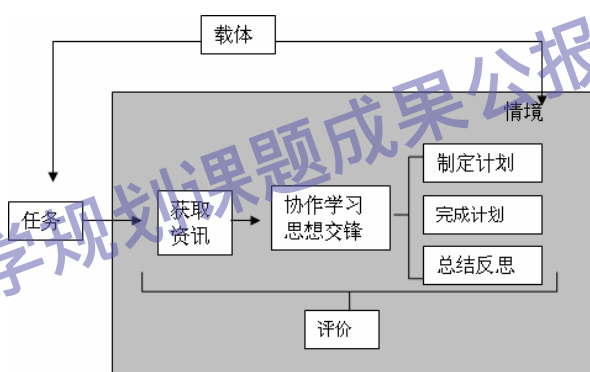 载体
情境
制定计划
任务
获取
资讯
协作学习
思想交锋
完成计划
总结反思
评价
学规划课题成果公报